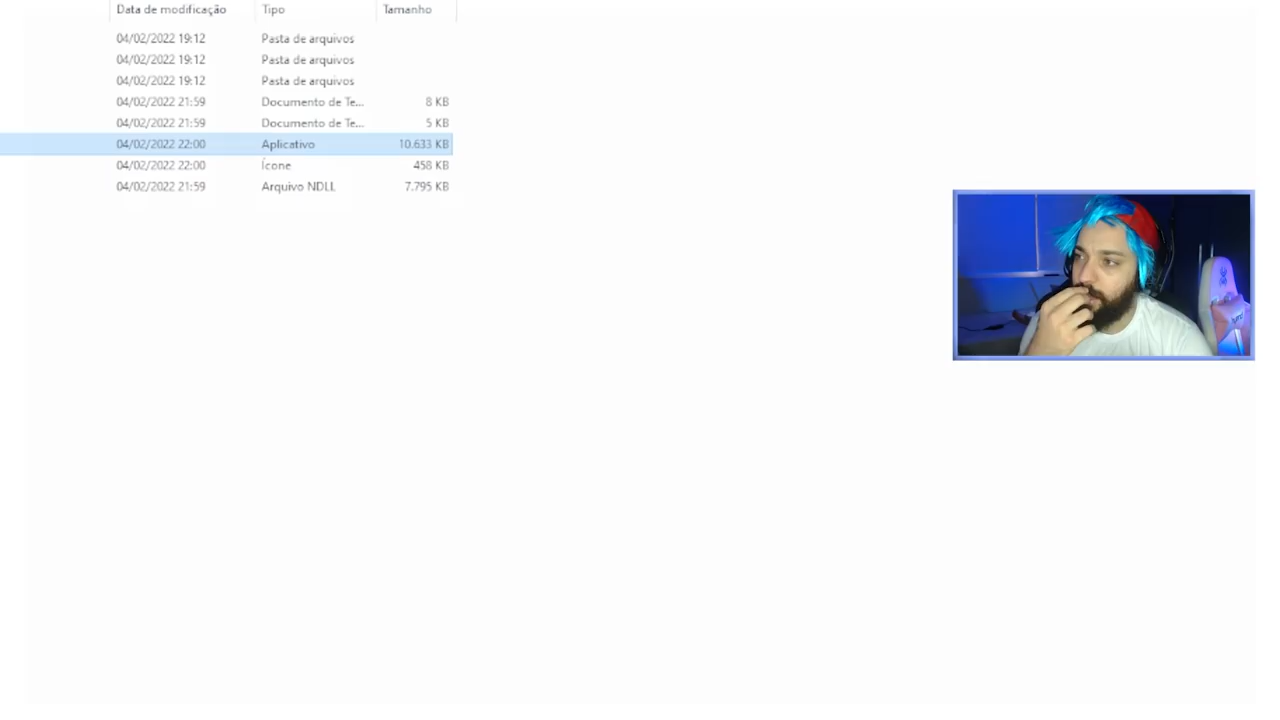 Data de modificação Tipo Tamanho
04/02/2022 19:12 Pasta de arquivos
04/02/2022 19:12 Pasta de arquivos
04/02/2022 19:12 Pasta de arquivos
04/02/2022 21:59 Documento de Te... 8 KB
04/02/2022 21:59 Documento de Te... 5 KB
04/02/2022 22:00 Aplicativo 10.633 KB
04/02/2022 22:00 Ícone 458 KB
04/02/2022 21:59 Arquivo NDLL 7.795 KB